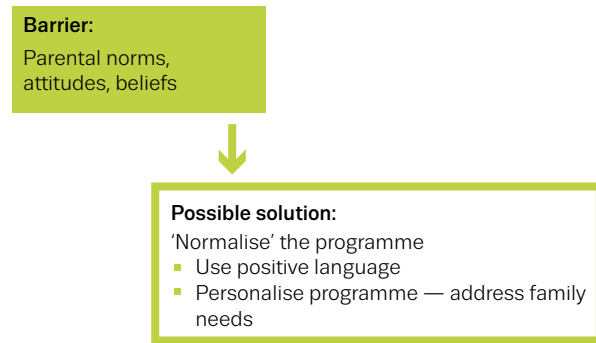 Barrier:
Parental norms,
attitudes, beliefs
Possible solution:
‘Normalise’ the programme
▪ Use positive language
▪ Personalise programme — address family
needs